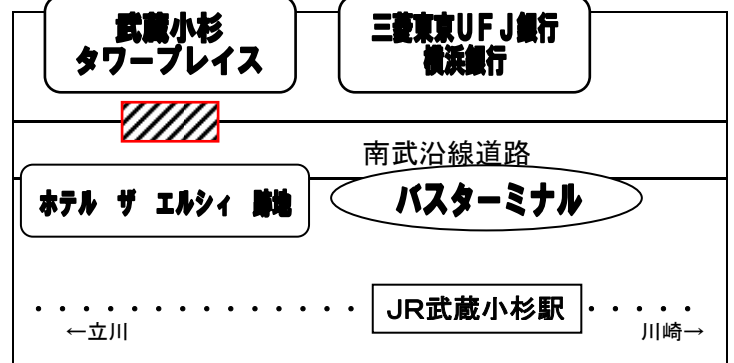 武蔵小杉
タワープレイス
三菱東京UFJ銀行
横浜銀行
南武沿線道路
ホテル ザ エルシィ 跡地
バスターミナル
JR武蔵小杉駅
←立川
川崎→